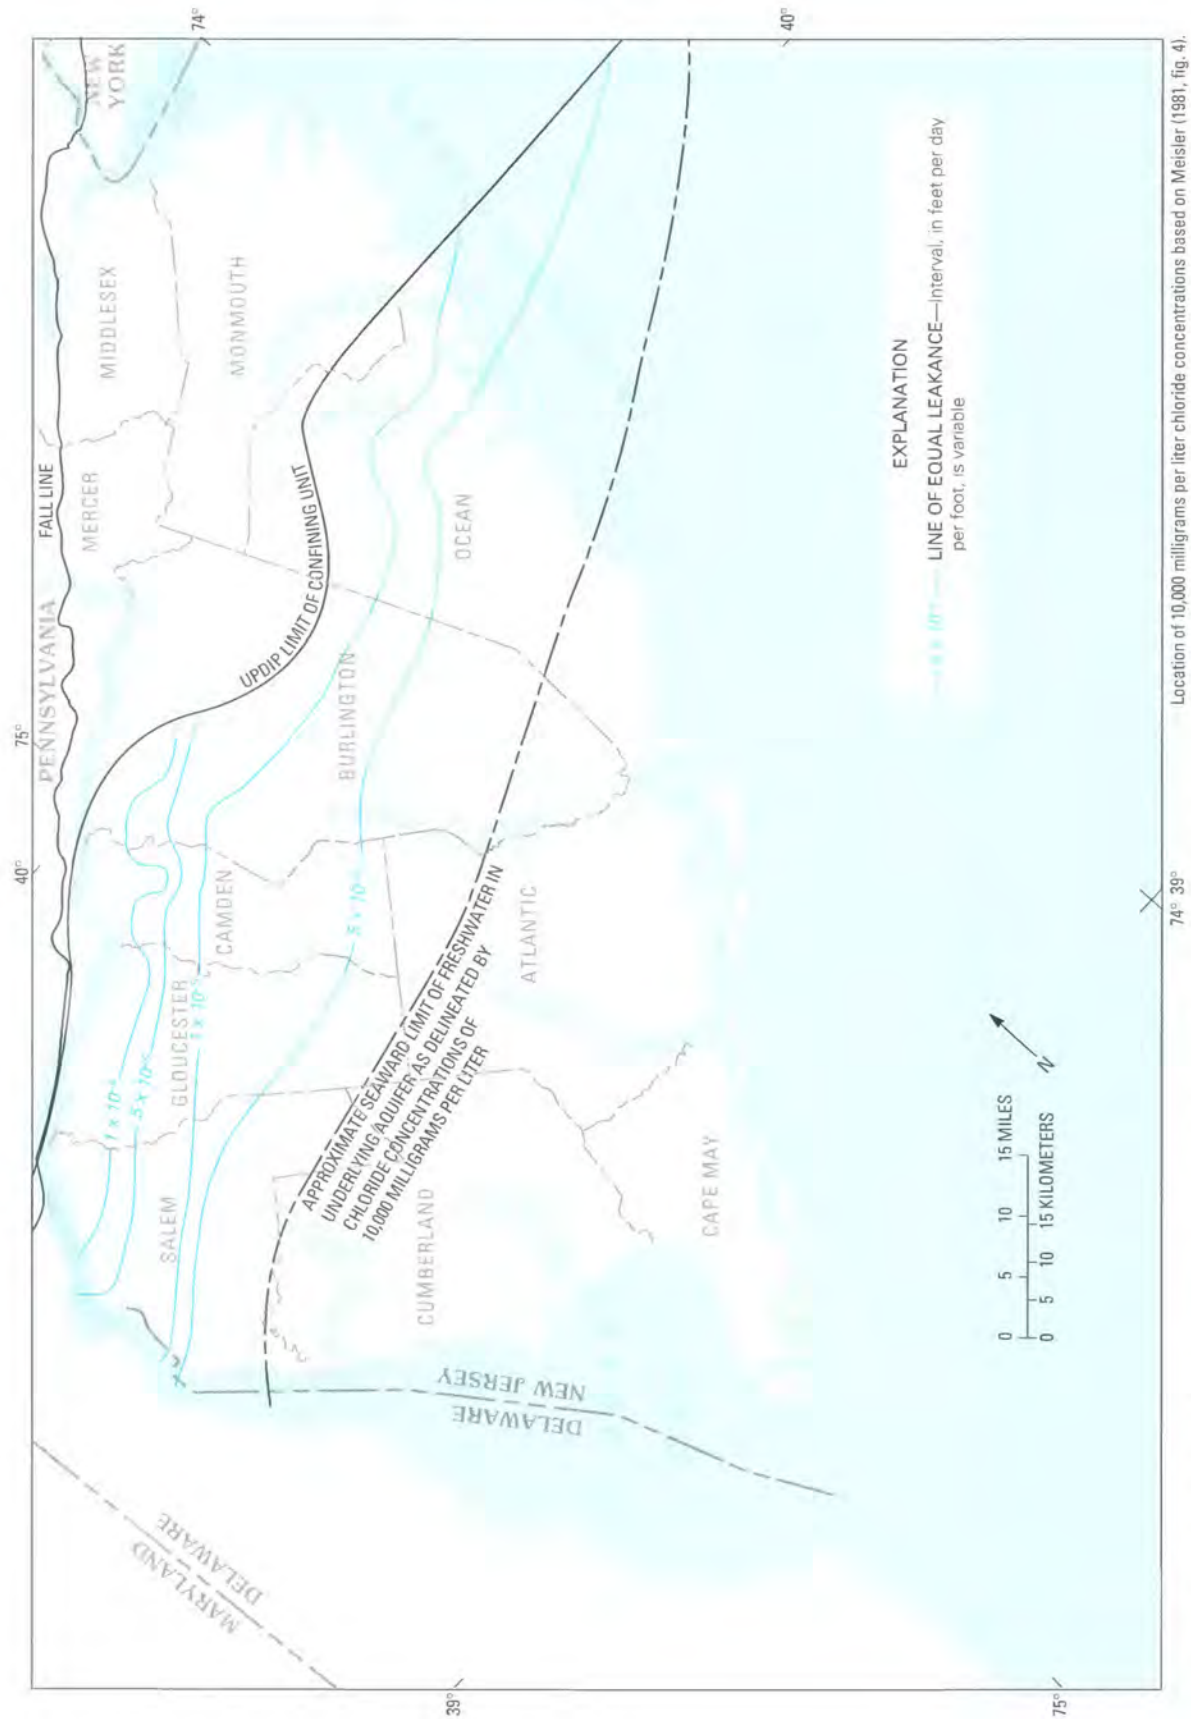 74°
40°
NEW
YORK
MIDDLESEX
MONMOUTH
FALL LINE
MERCER
OCEAN
UPDIP LIMIT OF CONFINING UNIT
75°
PENNSYLVANIA
BURLINGTON
40°
CAMDEN
GLOUCESTER
ATLANTIC
SALEM
CUMBERLAND
CAPE MAY
APPROXIMATE SEAWARD LIMIT OF FRESHWATER IN
UNDERLYING AQUIFER AS DELINEATED BY
CHLORIDE CONCENTRATIONS OF
10,000 MILLIGRAMS PER LITER
NEW JERSEY
DELAWARE
DELAWARE
MARYLAND
EXPLANATION
LINE OF EQUAL LEAKANCE—Interval, in feet per day
per foot, is variable
N
0 5 10 15 MILES
0 5 10 15 KILOMETERS
39°
75°
74° 39°
Location of 10,000 milligrams per liter chloride concentrations based on Meisler (1981, fig. 4).